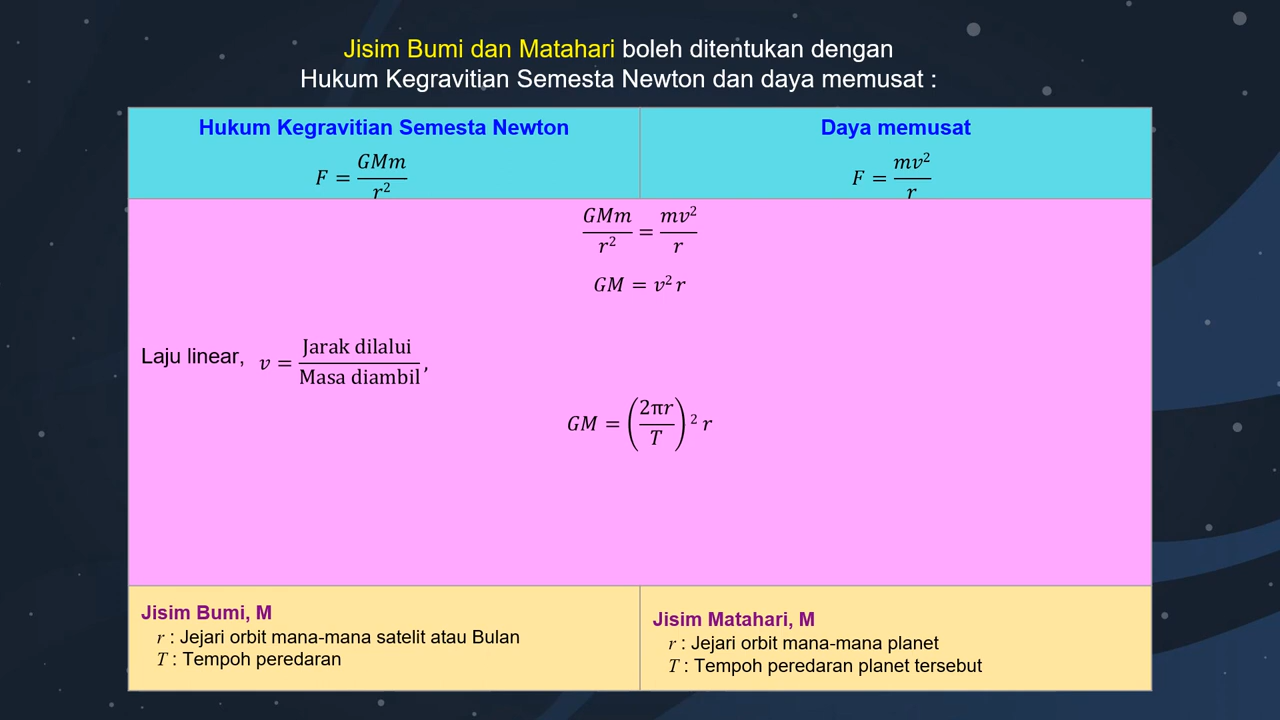 Jisim Bumi dan Matahari boleh ditentukan dengan
Hukum Kegravitian Semesta Newton dan daya memusat :
Hukum Kegravitian Semesta Newton
F = GMm / r²
Daya memusat
F = mv² / r
GMm / r² = mv² / r
GM = v² r
Laju linear, v = Jarak dilalui / Masa diambil ,
GM = (2πr / T) ² r
Jisim Bumi, M
r : Jejari orbit mana-mana satelit atau Bulan
T : Tempoh peredaran
Jisim Matahari, M
r : Jejari orbit mana-mana planet
T : Tempoh peredaran planet tersebut